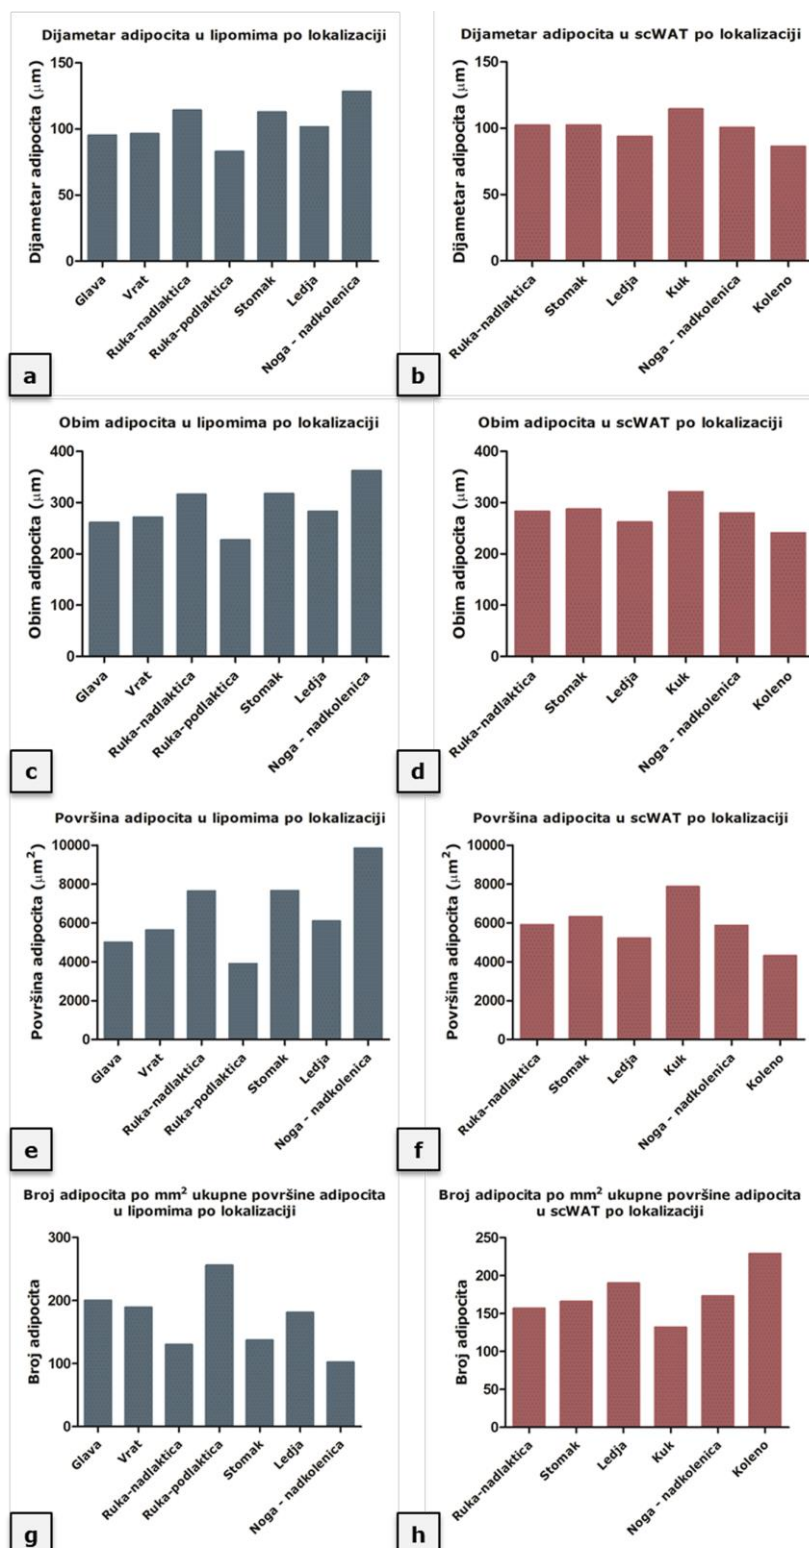 Dijametar adipocita u lipomima po lokalizaciji
Dijametar adipocita (μm)
150
100
50
0
Glava
Vrat
Ruka-nadlaktica
Ruka-podlaktica
Stomak
Ledja
Noga - nadkolenica
a
Dijametar adipocita u scWAT po lokalizaciji
Dijametar adipocita (μm)
150
100
50
0
Ruka-nadlaktica
Stomak
Ledja
Kuk
Noga - nadkolenica
Koleno
b
Obim adipocita u lipomima po lokalizaciji
Obim adipocita (μm)
400
300
200
100
0
Glava
Vrat
Ruka-nadlaktica
Ruka-podlaktica
Stomak
Ledja
Noga - nadkolenica
c
Obim adipocita u scWAT po lokalizaciji
Obim adipocita (μm)
400
300
200
100
0
Ruka-nadlaktica
Stomak
Ledja
Kuk
Noga - nadkolenica
Koleno
d
Površina adipocita u lipomima po lokalizaciji
Površina adipocita (μm²)
10000
8000
6000
4000
2000
0
Glava
Vrat
Ruka-nadlaktica
Ruka-podlaktica
Stomak
Ledja
Noga - nadkolenica
e
Površina adipocita u scWAT po lokalizaciji
Površina adipocita (μm²)
10000
8000
6000
4000
2000
0
Ruka-nadlaktica
Stomak
Ledja
Kuk
Noga - nadkolenica
Koleno
f
Broj adipocita po mm² ukupne površine adipocita
u lipomima po lokalizaciji
Broj adipocita
300
200
100
0
Glava
Vrat
Ruka-nadlaktica
Ruka-podlaktica
Stomak
Ledja
Noga - nadkolenica
g
Broj adipocita po mm² ukupne površine adipocita
u scWAT po lokalizaciji
Broj adipocita
250
200
150
100
50
0
Ruka-nadlaktica
Stomak
Ledja
Kuk
Noga - nadkolenica
Koleno
h